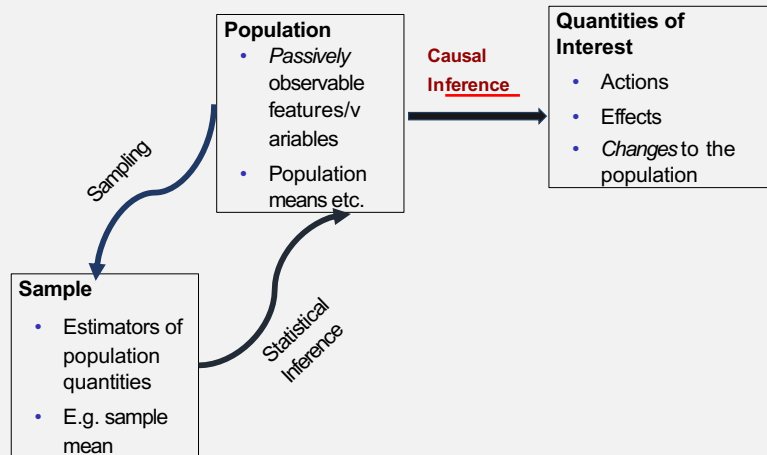 Population
• Passively
observable
features/v
ariables
• Population
means etc.
Causal
Inference
Quantities of
Interest
• Actions
• Effects
• Changes to the
population
Sampling
Statistical
Inference
Sample
• Estimators of
population
quantities
• E.g. sample
mean